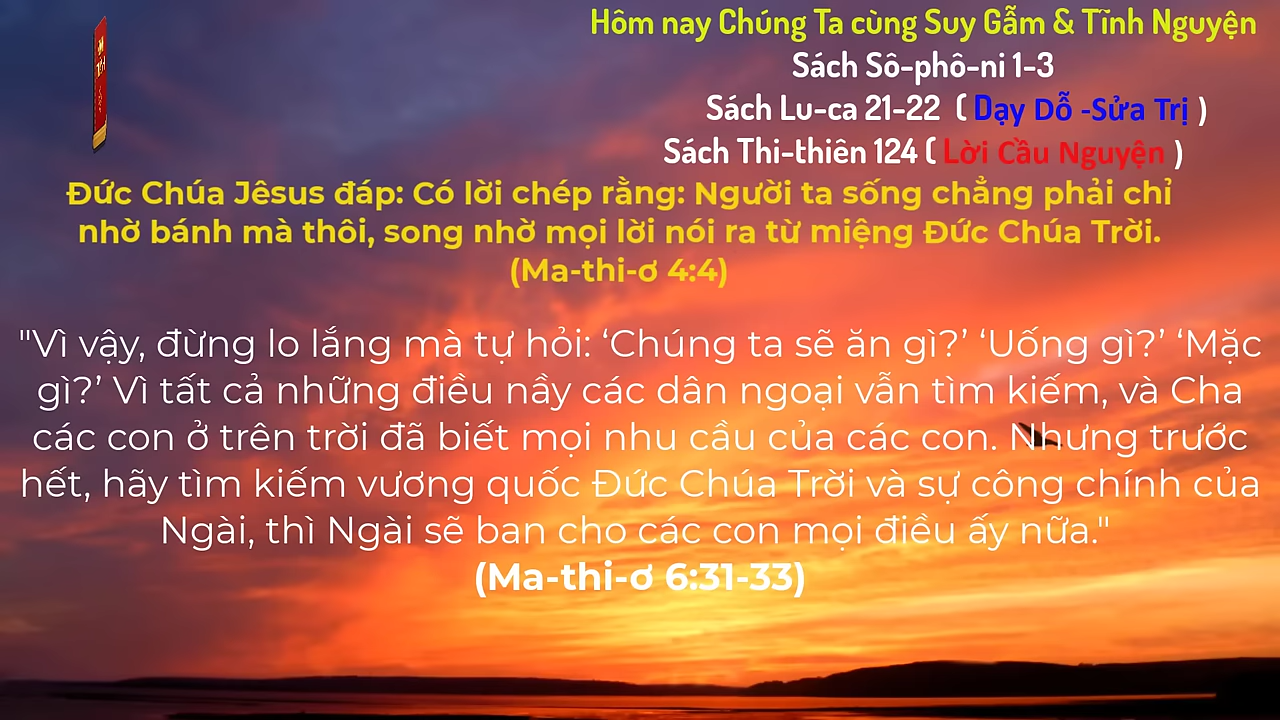 Hôm nay Chúng Ta cùng Suy Gẫm & Tĩnh Nguyện
Sách Sô-phô-ni 1-3
Sách Lu-ca 21-22 ( Dạy Dỗ -Sửa Trị )
Sách Thi-thiên 124 ( Lời Cầu Nguyện )
Đức Chúa Jêsus đáp: Có lời chép rằng: Người ta sống chẳng phải chỉ
nhờ bánh mà thôi, song nhờ mọi lời nói ra từ miệng Đức Chúa Trời.
(Ma-thi-ơ 4:4)
"Vì vậy, đừng lo lắng mà tự hỏi: ‘Chúng ta sẽ ăn gì?’ ‘Uống gì?’ ‘Mặc
gì?’ Vì tất cả những điều nầy các dân ngoại vẫn tìm kiếm, và Cha
các con ở trên trời đã biết mọi nhu cầu của các con. Nhưng trước
hết, hãy tìm kiếm vương quốc Đức Chúa Trời và sự công chính của
Ngài, thì Ngài sẽ ban cho các con mọi điều ấy nữa."
(Ma-thi-ơ 6:31-33)